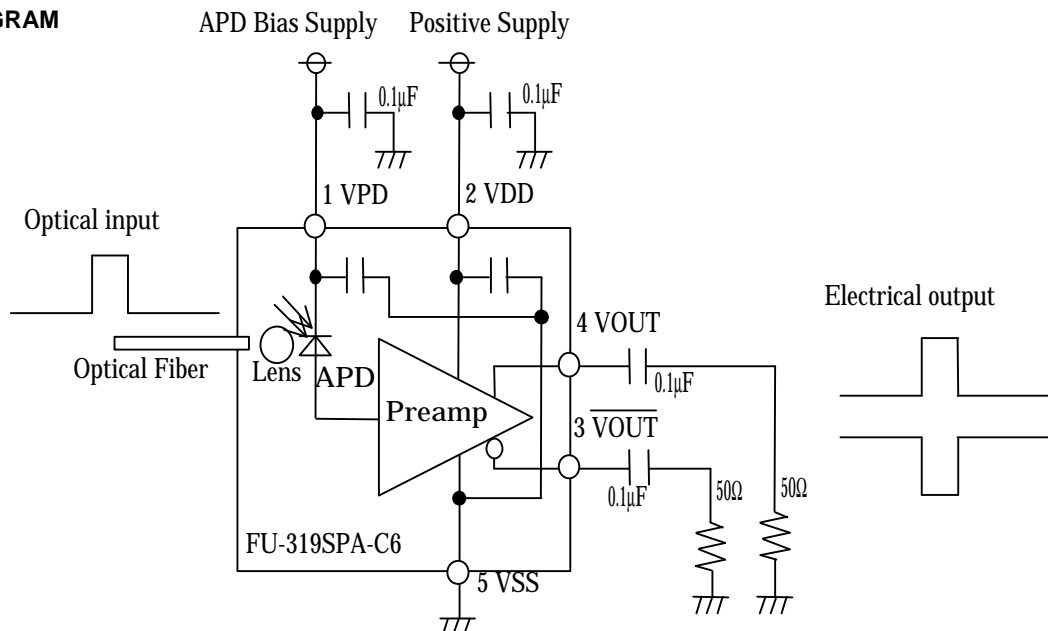 GRAM
APD Bias Supply
Positive Supply
0.1µF
0.1µF
1 VPD
2 VDD
Optical input
Electrical output
4 VOUT
Optical Fiber
Lens
APD
0.1µF
Preamp
3 VOUT
0.1µF
50Ω
50Ω
FU-319SPA-C6
5 VSS